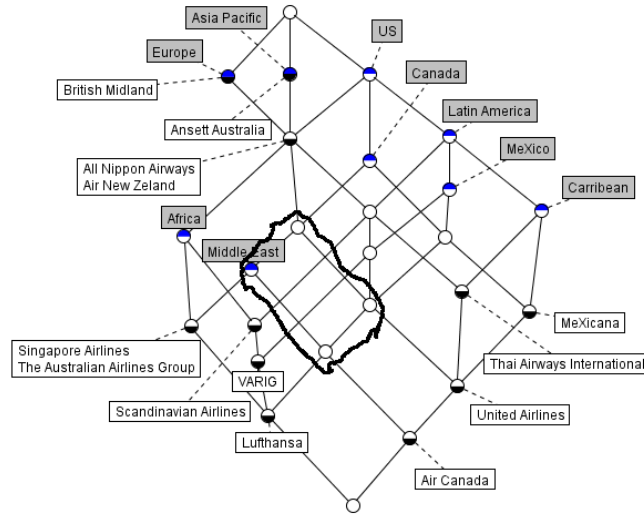 Asia Pacific
US
Europe
Canada
British Midland
Latin America
Ansett Australia
MeXico
All Nippon Airways
Air New Zeland
Carribean
Africa
Middle East
MeXicana
Singapore Airlines
The Australian Airlines Group
Thai Airways International
VARIG
Scandinavian Airlines
United Airlines
Lufthansa
Air Canada